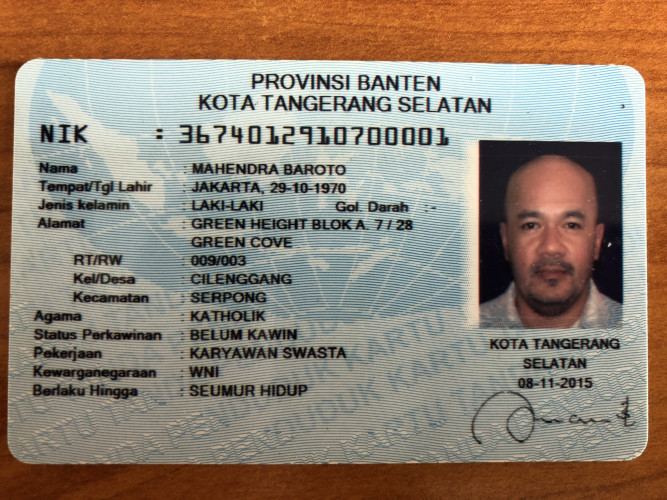 PROVINSI BANTEN
KOTA TANGERANG SELATAN
NIK : 3674012910700001
Nama : MAHENDRA BAROTO
Tempat/Tgl Lahir : JAKARTA, 29-10-1970
Jenis kelamin : LAKI-LAKI Gol. Darah :-
Alamat : GREEN HEIGHT BLOK A. 7 / 28
GREEN COVE
RT/RW : 009/003
Kel/Desa : CILENGGANG
Kecamatan : SERPONG
Agama : KATHOLIK
Status Perkawinan : BELUM KAWIN
Pekerjaan : KARYAWAN SWASTA
Kewarganegaraan : WNI
Berlaku Hingga : SEUMUR HIDUP
KOTA TANGERANG
SELATAN
08-11-2015